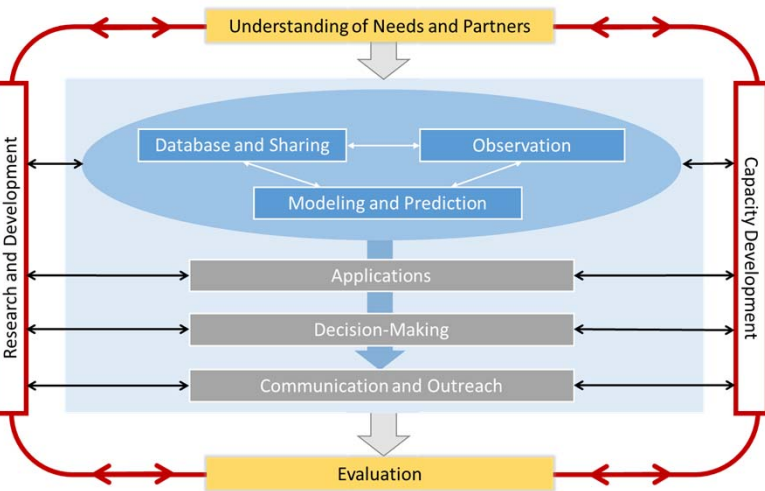 Understanding of Needs and Partners
Research and Development
Database and Sharing
Observation
Modeling and Prediction
Capacity Development
Applications
Decision-Making
Communication and Outreach
Evaluation